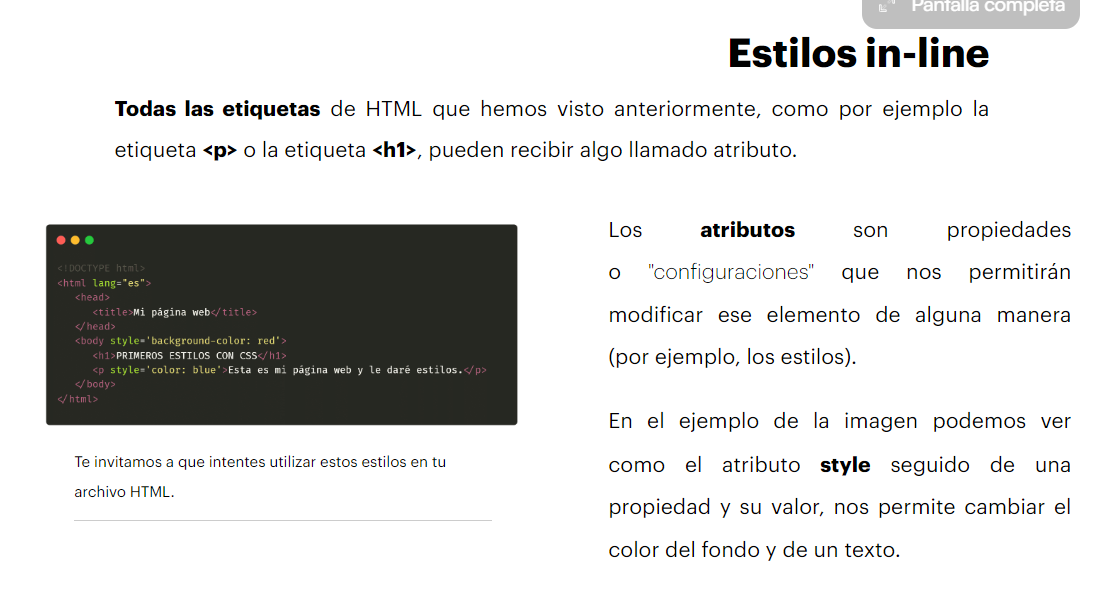 Pantalla completa
Estilos in-line
Todas las etiquetas de HTML que hemos visto anteriormente, como por ejemplo la
etiqueta <p> o la etiqueta <h1>, pueden recibir algo llamado atributo.
<!DOCTYPE html>
<html lang="es">
<head>
<title>Mi página web</title>
</head>
<body style='background-color: red'>
<h1>PRIMEROS ESTILOS CON CSS</h1>
<p style='color: blue'>Esta es mi página web y le daré estilos.</p>
</body>
</html>
Te invitamos a que intentes utilizar estos estilos en tu
archivo HTML.
Los atributos son propiedades
o "configuraciones" que nos permitirán
modificar ese elemento de alguna manera
(por ejemplo, los estilos).
En el ejemplo de la imagen podemos ver
como el atributo style seguido de una
propiedad y su valor, nos permite cambiar el
color del fondo y de un texto.